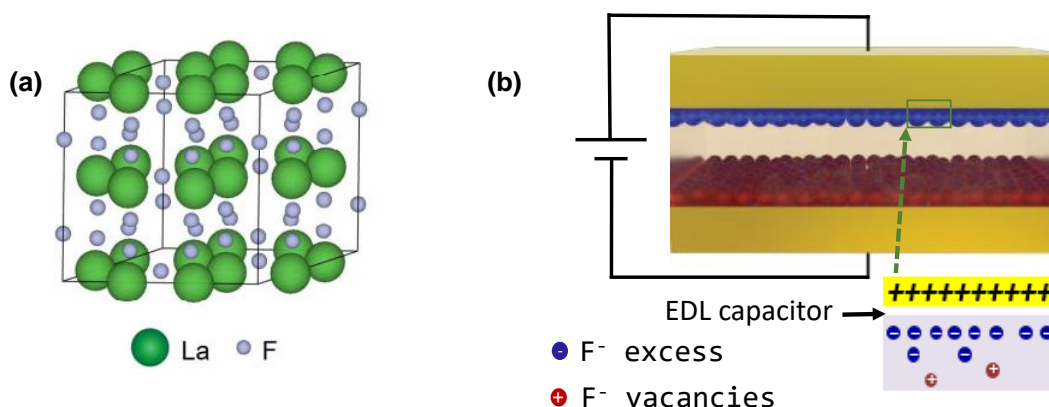 (a)
La
F
(b)
++++++++++
EDL capacitor
- - - - - - - -
- -
+ +
- F⁻ excess
+ F⁻ vacancies